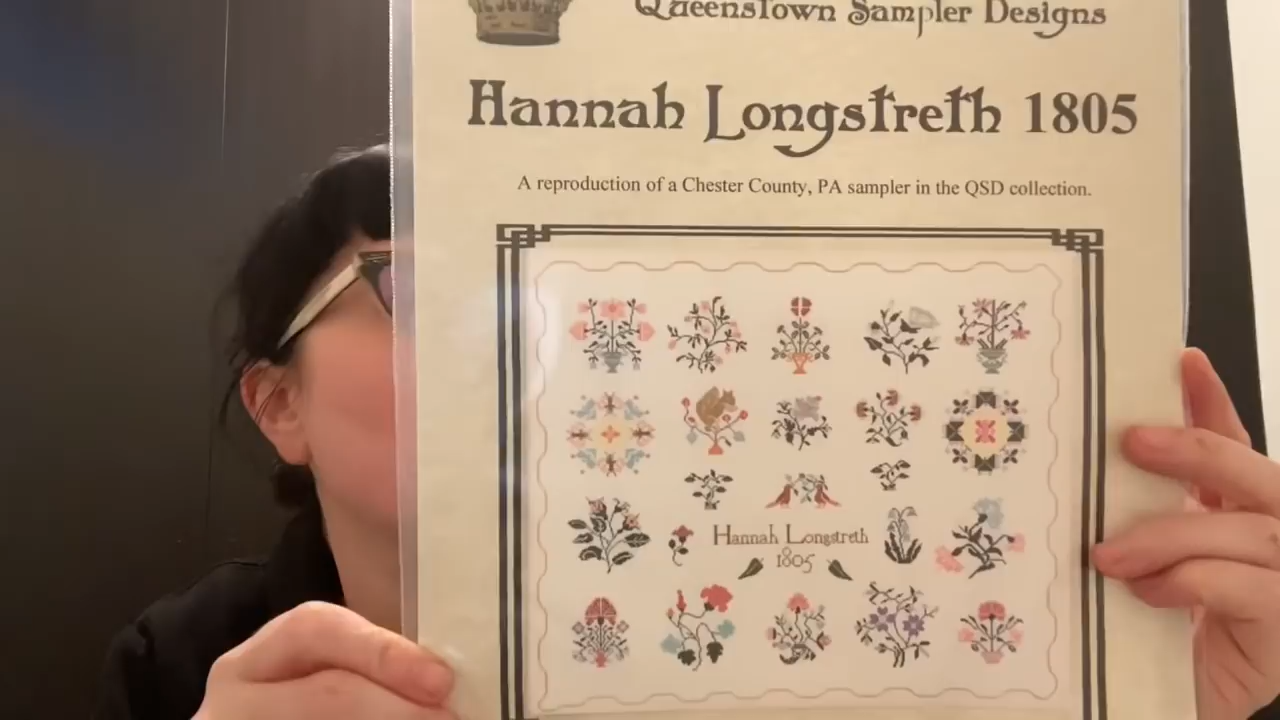 Queenstown Sampler Designs
Hannah Longstreth 1805
A reproduction of a Chester County, PA sampler in the QSD collection.
Hannah Longstreth
1805